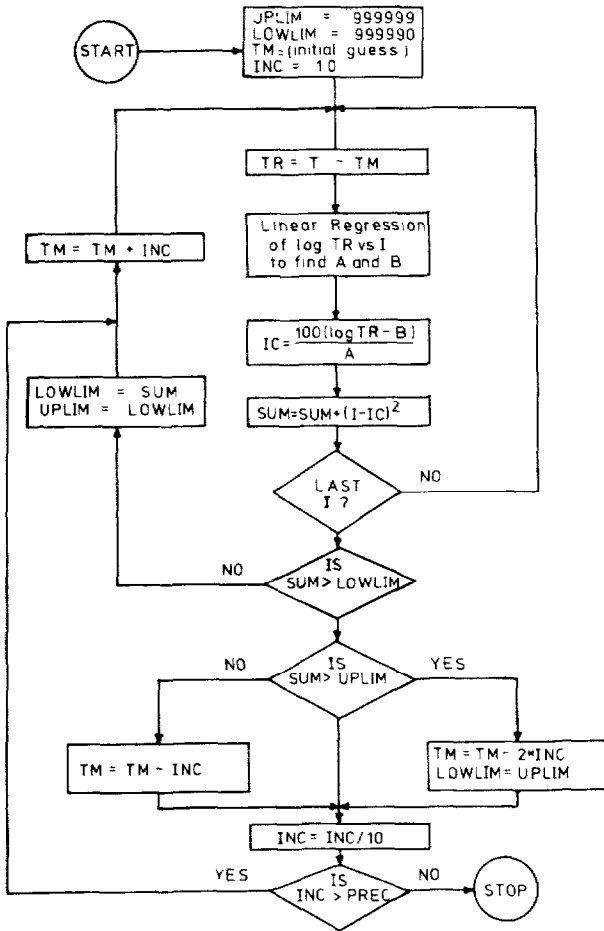 START
UPLIM = 999999
LOWLIM = 999990
TM=(initial guess)
INC = 10
TR = T - TM
Linear Regression
of log TR vs I
to find A and B
TM = TM + INC
IC = 100(log TR - B)
A
LOWLIM = SUM
UPLIM = LOWLIM
SUM=SUM+(I-IC)2
LAST
I ?
NO
IS
SUM> LOWLIM
NO
IS
SUM> UPLIM
NO
YES
TM = TM - INC
TM = TM - 2*INC
LOWLIM = UPLIM
INC = INC/10
IS
INC > PREC
YES
NO
STOP